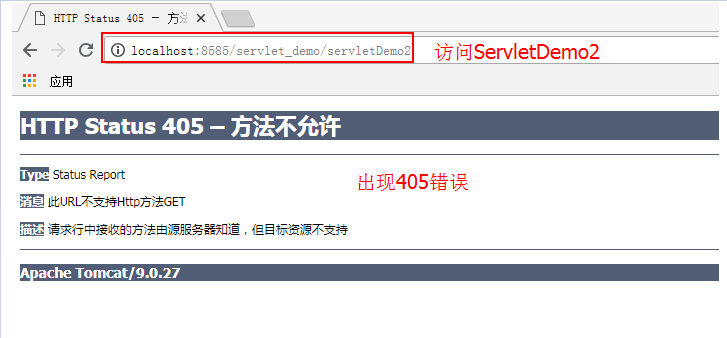 HTTP Status 405 – 方法
localhost:8585/servlet_demo/servletDemo2
访问ServletDemo2
应用
HTTP Status 405 – 方法不允许
Type Status Report
出现405错误
消息 此URL不支持Http方法GET
描述 请求行中接收的方法由源服务器知道，但目标资源不支持
Apache Tomcat/9.0.27